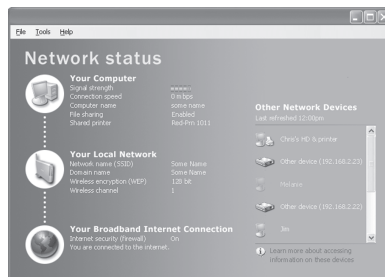 File Tools Help
Network status
Your Computer
Signal strength
Connection speed 0 mbps
Computer name some name
File sharing Enabled
Shared printer Red-Prn.1011
Your Local Network
Network name (SSID) Some Name
Domain name Some Name
Wireless encryption (WEP) 128 bit
Wireless channel 1
Your Broadband Internet Connection
Internet security (firewall) On
You are connected to the internet.
Other Network Devices
Last refreshed 12:00pm
Chris's HD & printer
Other device (192.168.2.23)
Melanie
Other device (192.168.2.22)
Jim
Learn more about accessing
information on these devices